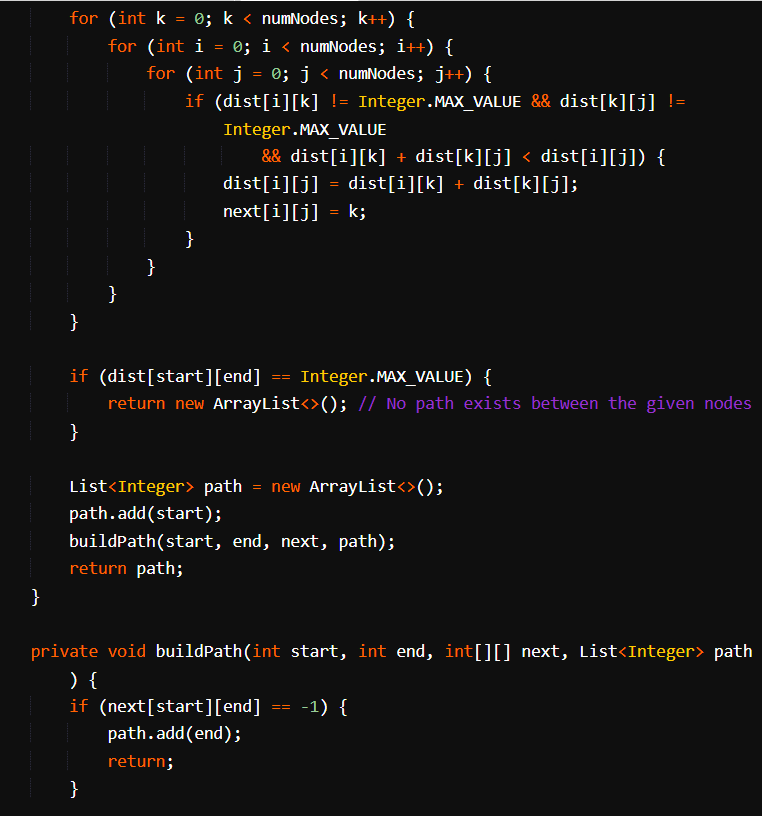 for (int k = 0; k < numNodes; k++) {
for (int i = 0; i < numNodes; i++) {
for (int j = 0; j < numNodes; j++) {
if (dist[i][k] != Integer.MAX_VALUE && dist[k][j] !=
Integer.MAX_VALUE
&& dist[i][k] + dist[k][j] < dist[i][j]) {
dist[i][j] = dist[i][k] + dist[k][j];
next[i][j] = k;
}
}
}
}
if (dist[start][end] == Integer.MAX_VALUE) {
return new ArrayList<>(); // No path exists between the given nodes
}
List<Integer> path = new ArrayList<>();
path.add(start);
buildPath(start, end, next, path);
return path;
}
private void buildPath(int start, int end, int[][] next, List<Integer> path
) {
if (next[start][end] == -1) {
path.add(end);
return;
}